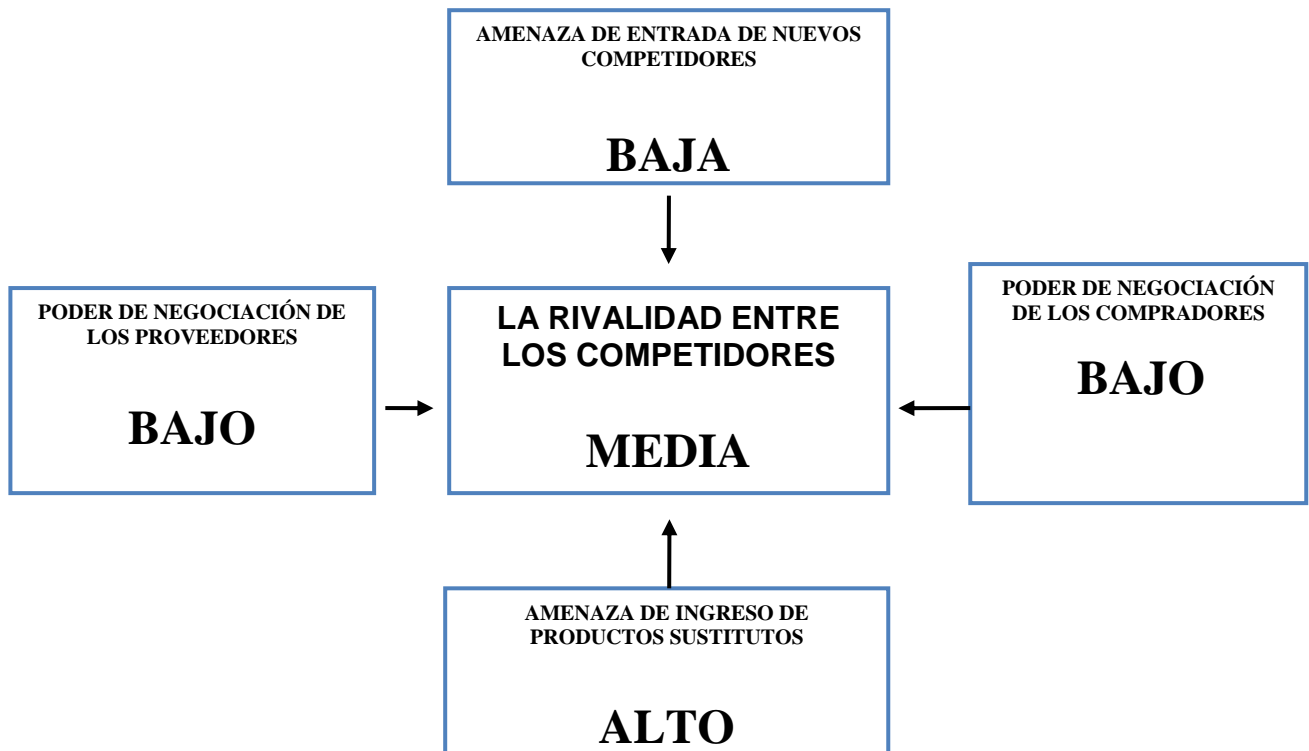 AMENAZA DE ENTRADA DE NUEVOS
COMPETIDORES
BAJA
PODER DE NEGOCIACIÓN DE
LOS PROVEEDORES
BAJO
LA RIVALIDAD ENTRE
LOS COMPETIDORES
MEDIA
PODER DE NEGOCIACIÓN
DE LOS COMPRADORES
BAJO
AMENAZA DE INGRESO DE
PRODUCTOS SUSTITUTOS
ALTO